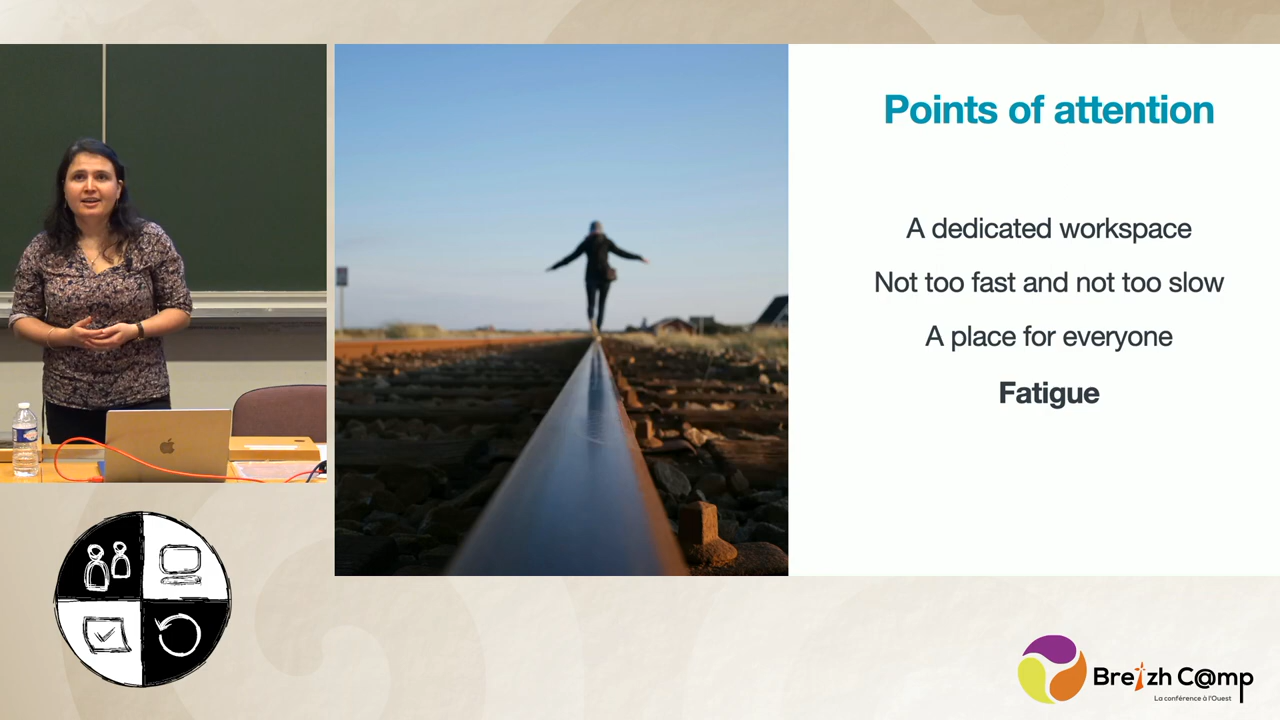 Points of attention
A dedicated workspace
Not too fast and not too slow
A place for everyone
Fatigue
Breizh C@mp
La conférence à l'Ouest